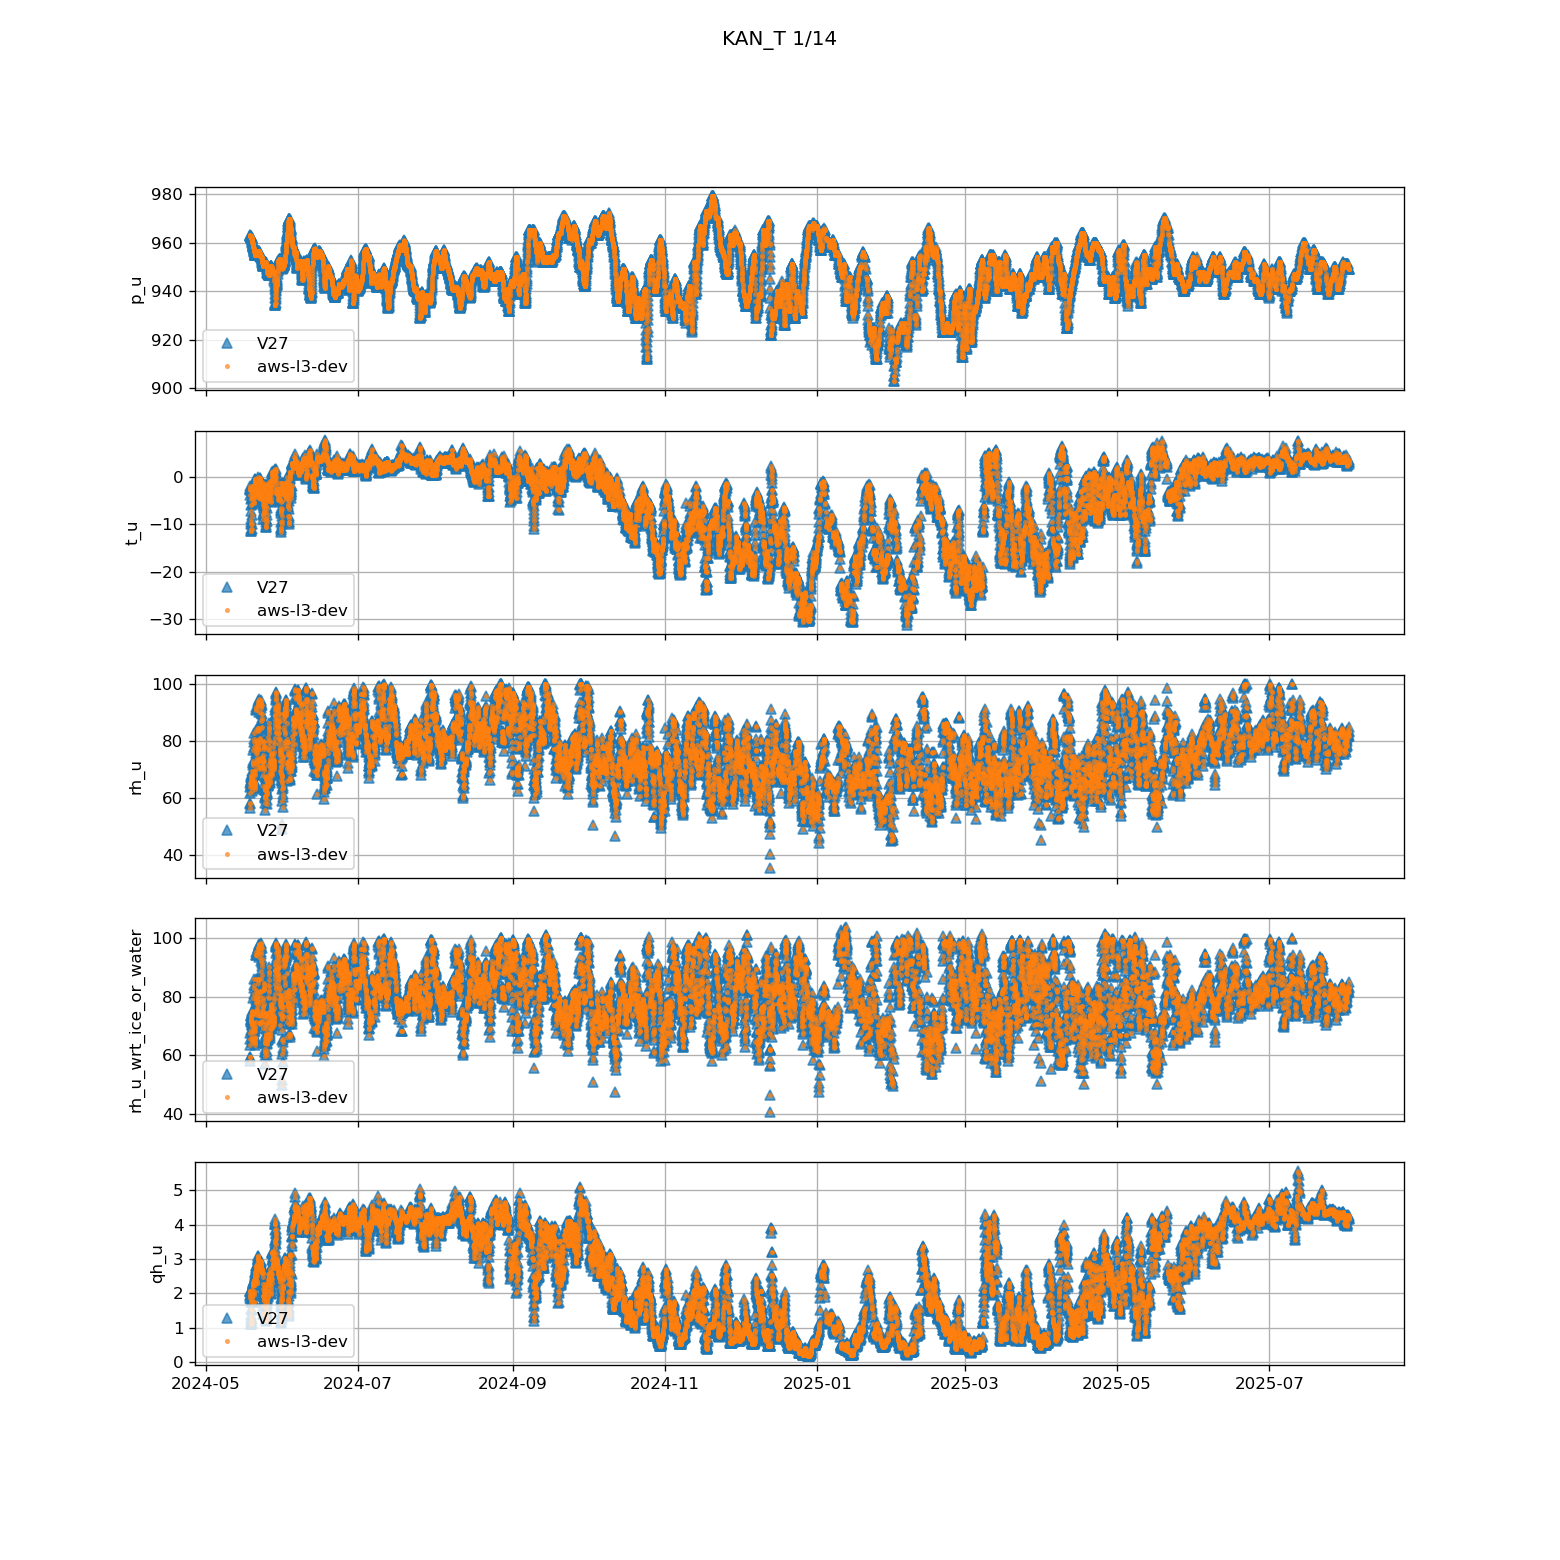 KAN_T 1/14
980
960
940
920
900
p_u
V27
aws-l3-dev
0
−10
−20
−30
t_u
V27
aws-l3-dev
100
80
60
40
rh_u
V27
aws-l3-dev
100
80
60
40
rh_u_wrt_ice_or_water
V27
aws-l3-dev
5
4
3
2
1
0
qh_u
V27
aws-l3-dev
2024-05 2024-07 2024-09 2024-11 2025-01 2025-03 2025-05 2025-07